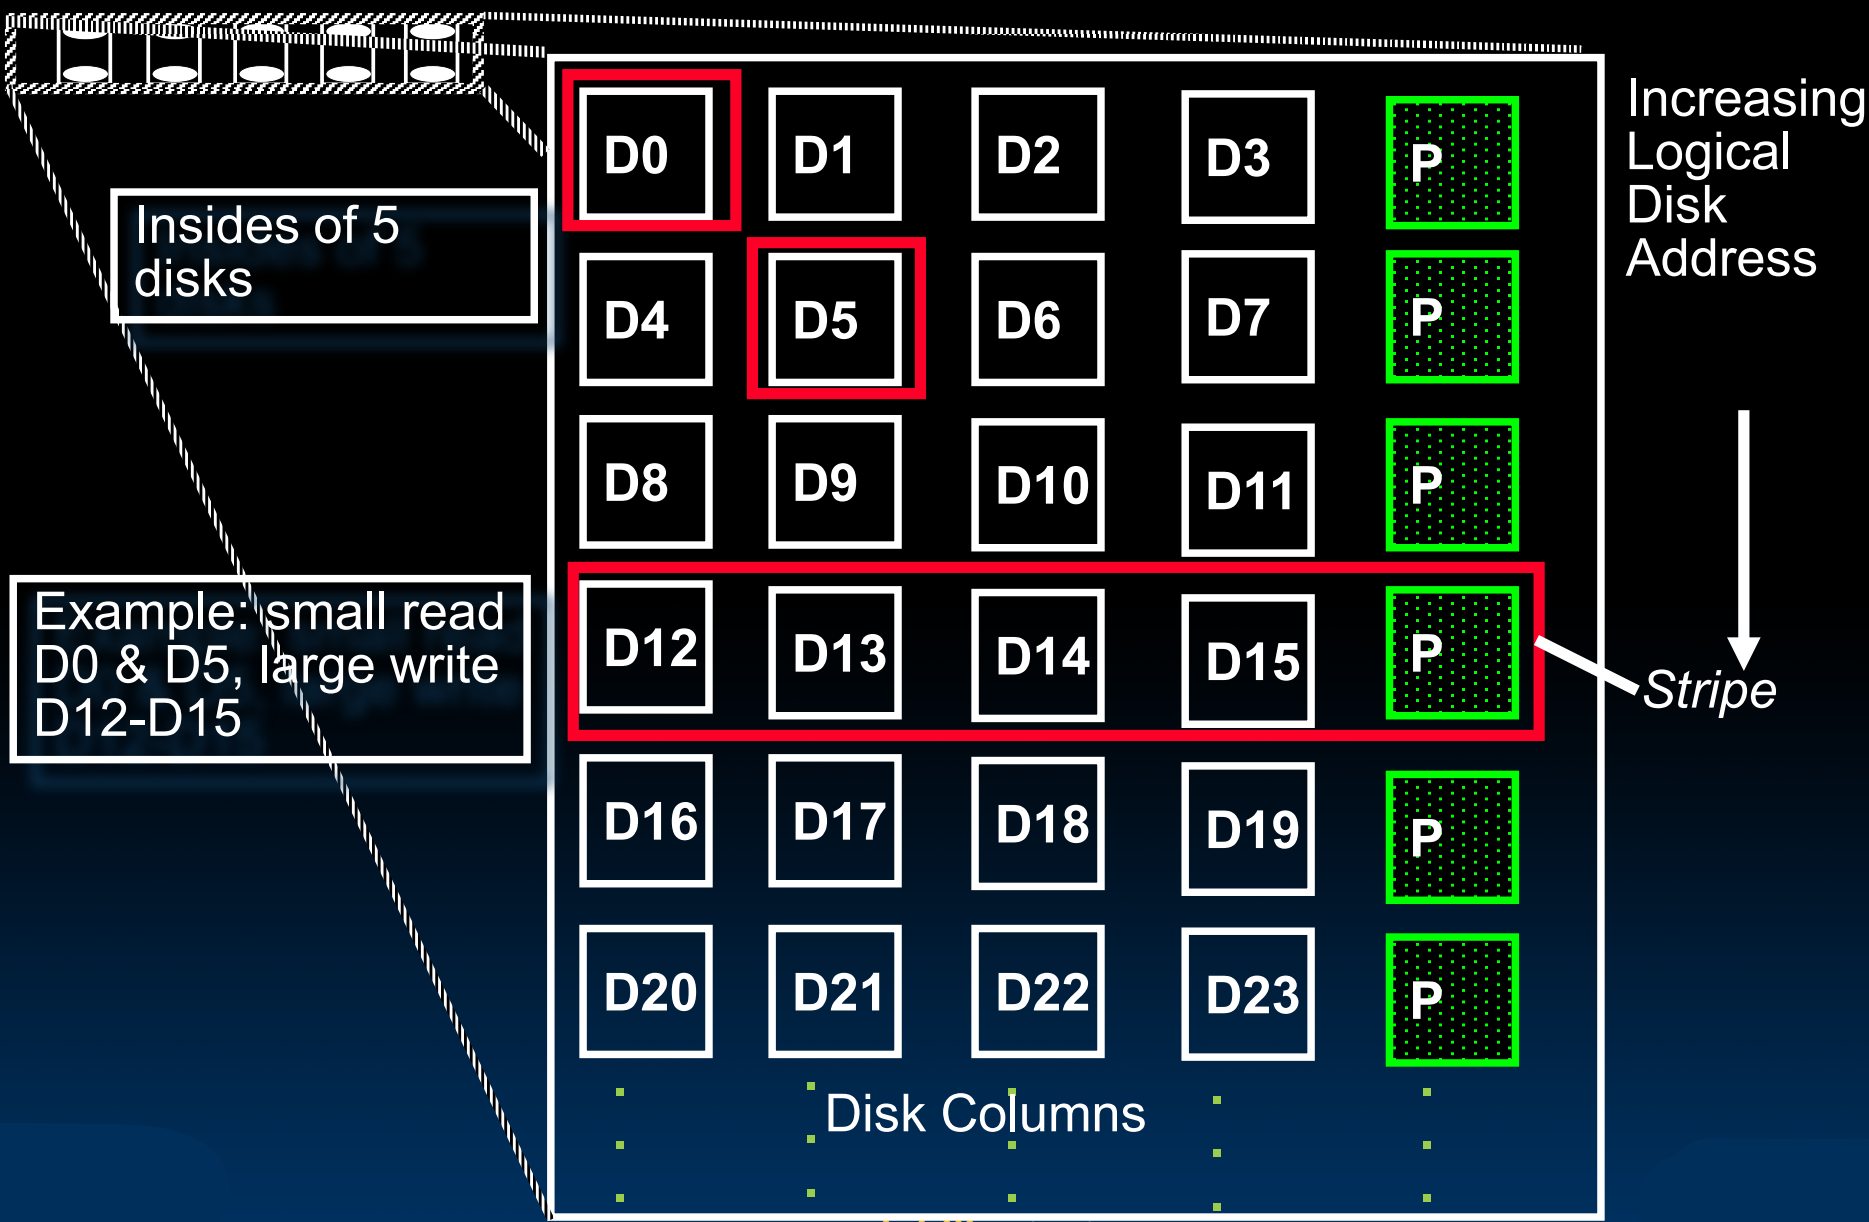 Increasing
Logical
Disk
Address
Insides of 5
disks
D0 D1 D2 D3 P
D4 D5 D6 D7 P
D8 D9 D10 D11 P
Example: small read
D0 & D5, large write
D12-D15
D12 D13 D14 D15 P
Stripe
D16 D17 D18 D19 P
D20 D21 D22 D23 P
Disk Columns